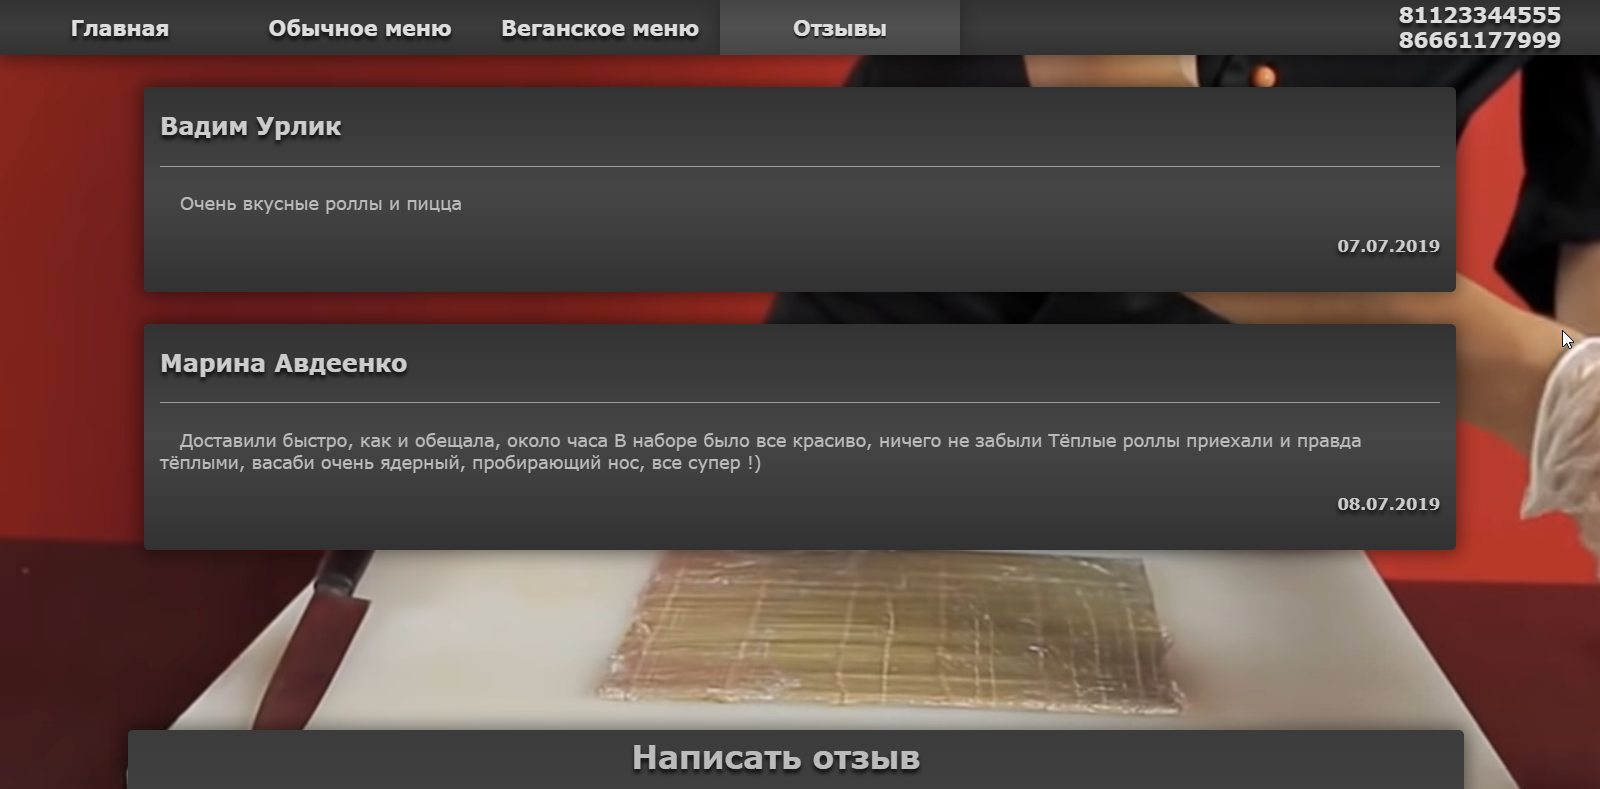 Главная Обычное меню Веганское меню Отзывы 81123344555
86661177999
Вадим Урлик
Очень вкусные роллы и пицца
07.07.2019
Марина Авдеенко
Доставили быстро, как и обещала, около часа В наборе было все красиво, ничего не забыли Тёплые роллы приехали и правда
тёплыми, васаби очень ядерный, пробирающий нос, все супер !)
08.07.2019
Написать отзыв